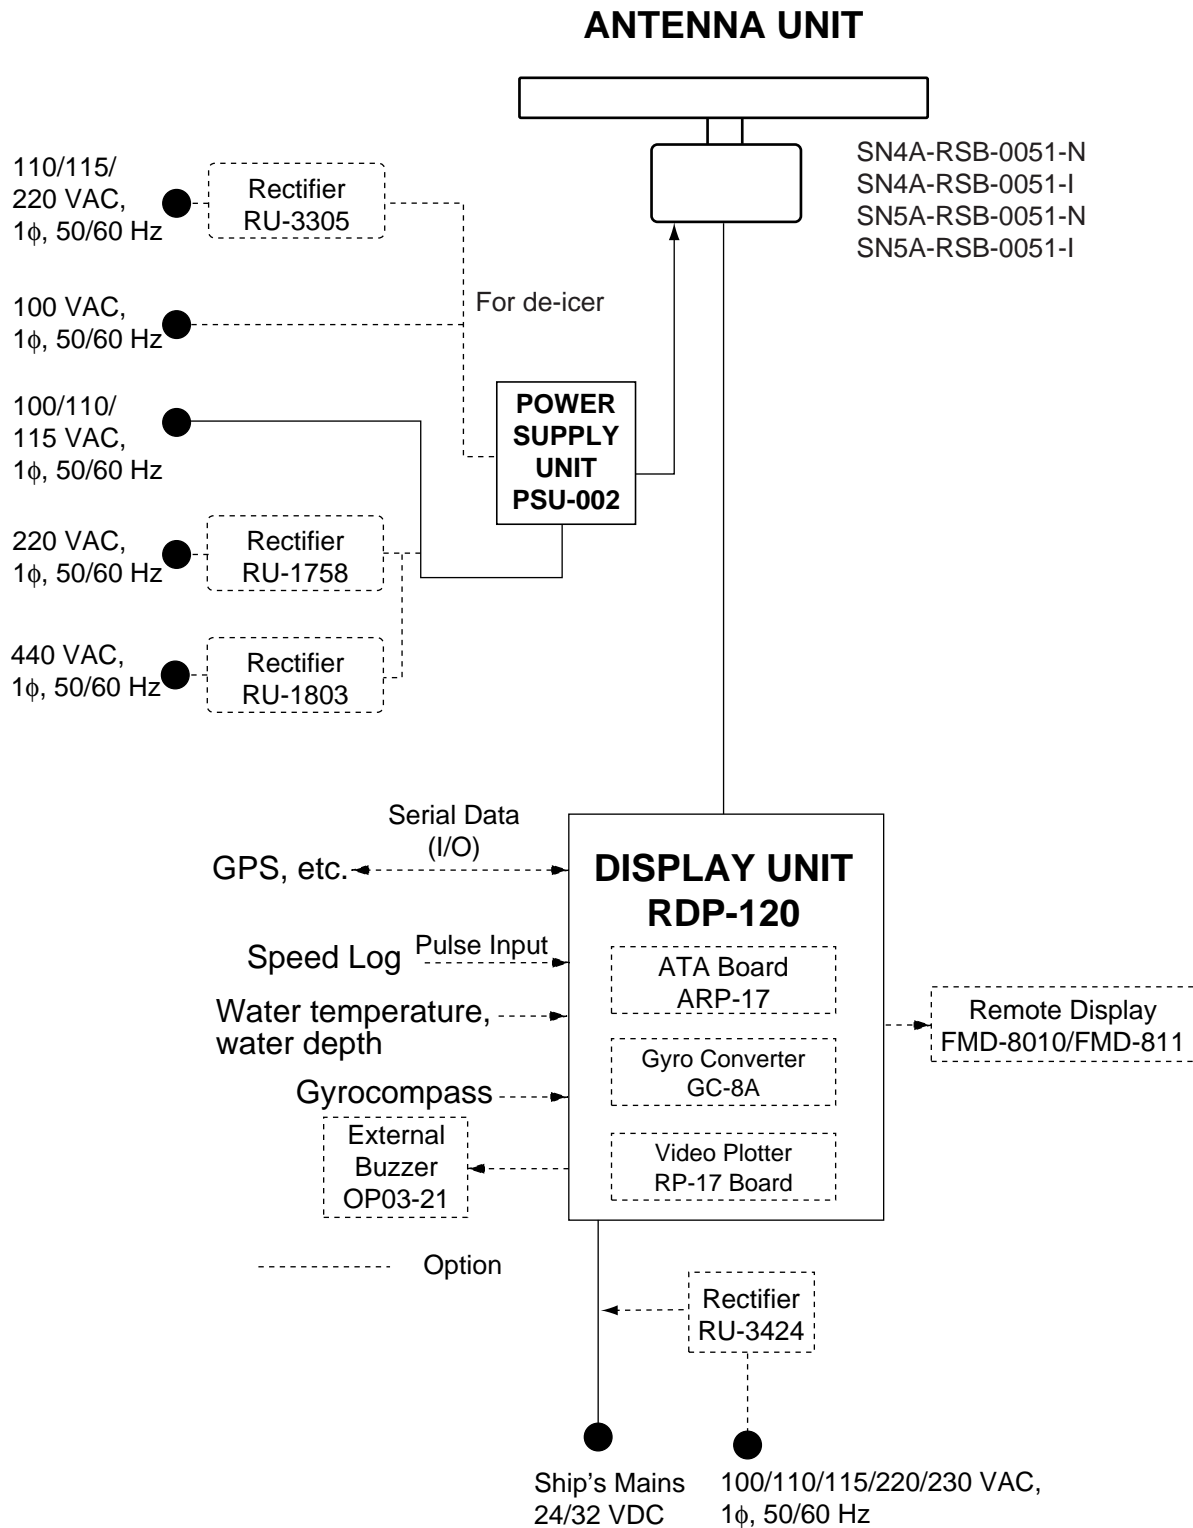 ANTENNA UNIT
SN4A-RSB-0051-N
SN4A-RSB-0051-I
SN5A-RSB-0051-N
SN5A-RSB-0051-I
110/115/
220 VAC,
1ϕ, 50/60 Hz
Rectifier
RU-3305
For de-icer
100 VAC,
1ϕ, 50/60 Hz
100/110/
115 VAC,
1ϕ, 50/60 Hz
POWER
SUPPLY
UNIT
PSU-002
220 VAC,
1ϕ, 50/60 Hz
Rectifier
RU-1758
440 VAC,
1ϕ, 50/60 Hz
Rectifier
RU-1803
Serial Data
(I/O)
GPS, etc.
DISPLAY UNIT
RDP-120
Speed Log
Pulse Input
ATA Board
ARP-17
Water temperature,
water depth
Remote Display
FMD-8010/FMD-811
Gyro Converter
GC-8A
Gyrocompass
External
Buzzer
OP03-21
Video Plotter
RP-17 Board
Option
Rectifier
RU-3424
Ship's Mains
24/32 VDC
100/110/115/220/230 VAC,
1ϕ, 50/60 Hz